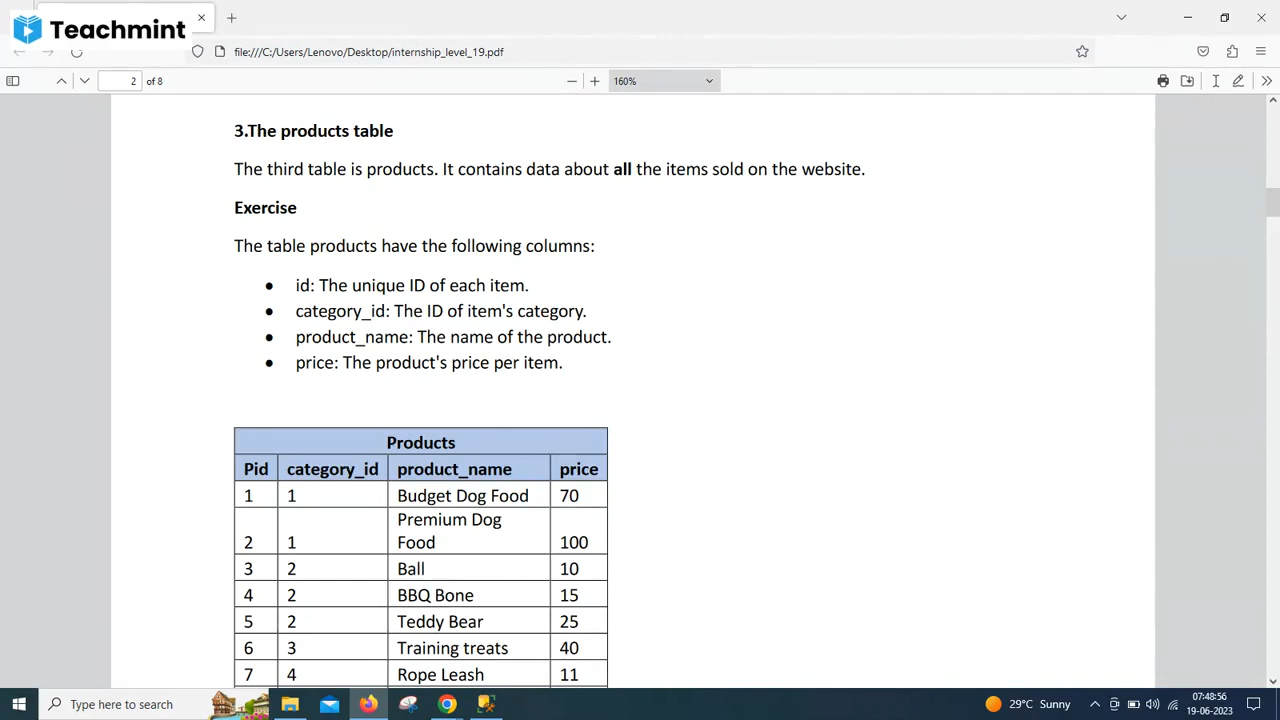 Teachmint
file:///C:/Users/Lenovo/Desktop/internship_level_19.pdf
2 of 8
160%
3.The products table
The third table is products. It contains data about all the items sold on the website.
Exercise
The table products have the following columns:
• id: The unique ID of each item.
• category_id: The ID of item's category.
• product_name: The name of the product.
• price: The product's price per item.
Products
Pid category_id product_name price
1 1 Budget Dog Food 70
Premium Dog
2 1 Food 100
3 2 Ball 10
4 2 BBQ Bone 15
5 2 Teddy Bear 25
6 3 Training treats 40
7 4 Rope Leash 11
Type here to search
29°C Sunny
07:48:56
19-06-2023